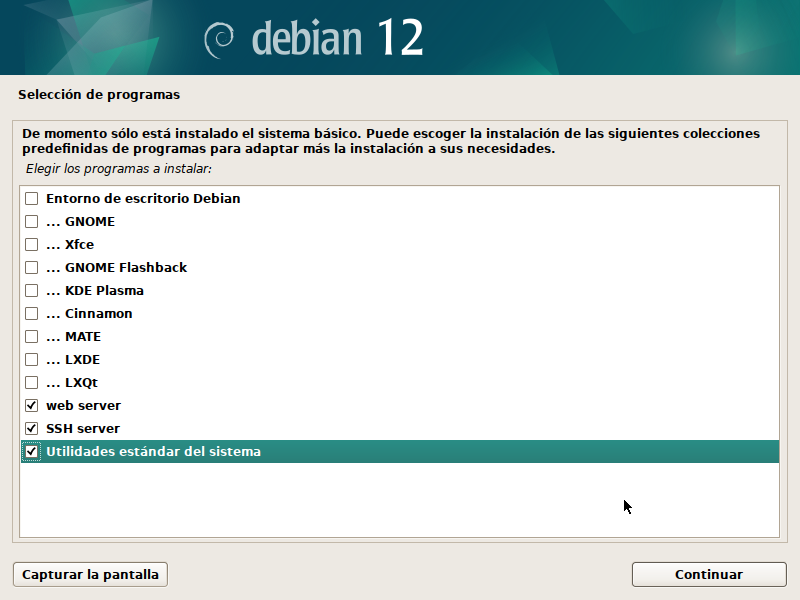 debian 12
Selección de programas
De momento sólo está instalado el sistema básico. Puede escoger la instalación de las siguientes colecciones
predefinidas de programas para adaptar más la instalación a sus necesidades.
Elegir los programas a instalar:
Entorno de escritorio Debian
... GNOME
... Xfce
... GNOME Flashback
... KDE Plasma
... Cinnamon
... MATE
... LXDE
... LXQt
web server
SSH server
Utilidades estándar del sistema
Capturar la pantalla
Continuar